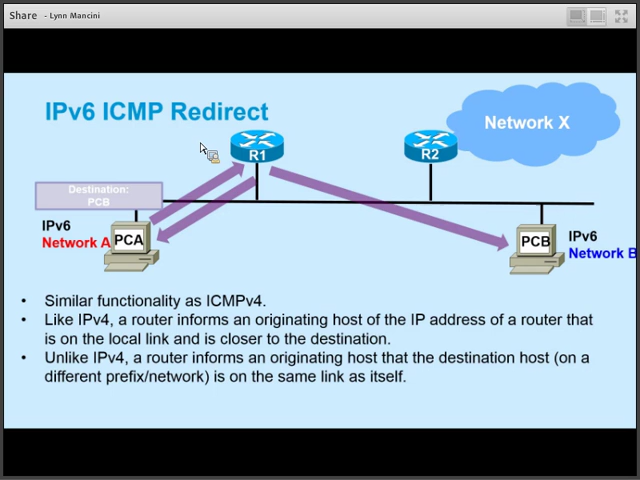 Share - Lynn Mancini
IPv6 ICMP Redirect
Network X
R1
R2
Destination:
PCB
IPv6
Network A
PCA
PCB
IPv6
Network B
• Similar functionality as ICMPv4.
• Like IPv4, a router informs an originating host of the IP address of a router that
is on the local link and is closer to the destination.
• Unlike IPv4, a router informs an originating host that the destination host (on a
different prefix/network) is on the same link as itself.